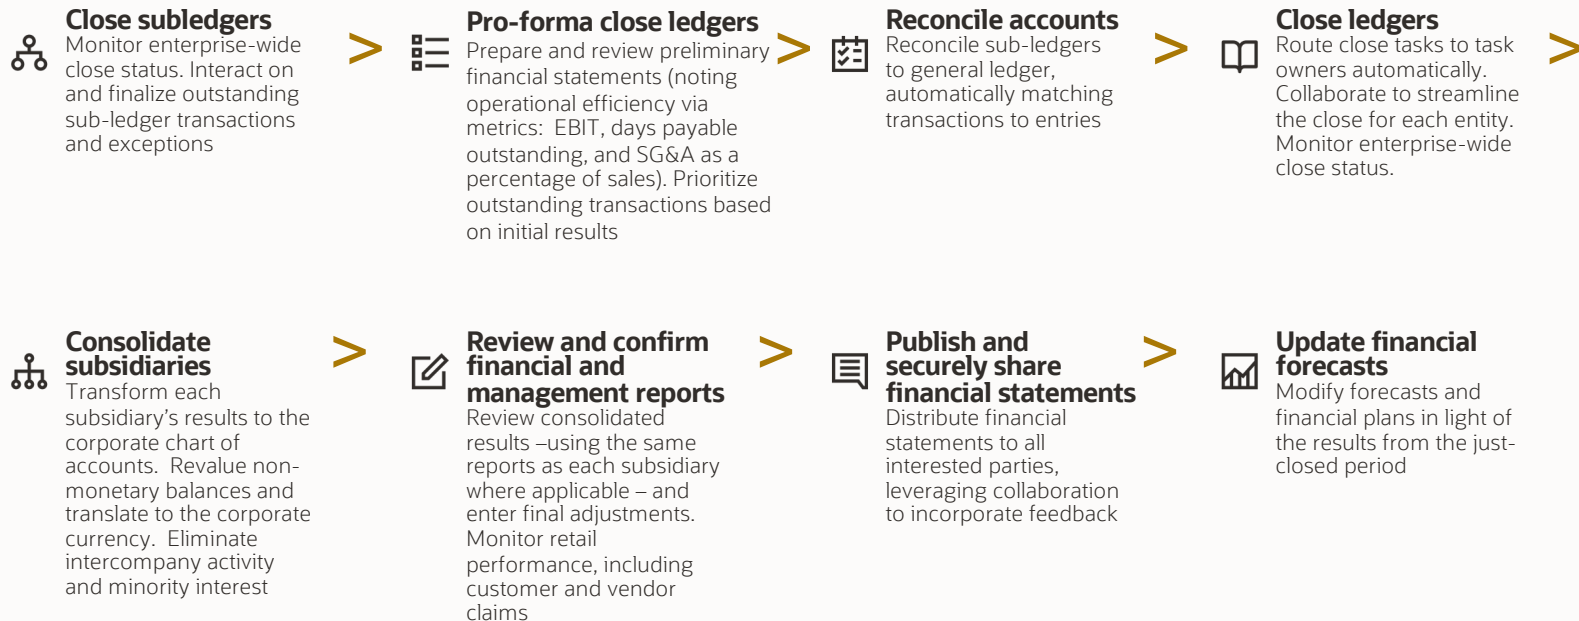 Close subledgers
Monitor enterprise-wide
close status. Interact on
and finalize outstanding
sub-ledger transactions
and exceptions
>
Pro-forma close ledgers
Prepare and review preliminary
financial statements (noting
operational efficiency via
metrics:  EBIT, days payable
outstanding, and SG&A as a
percentage of sales). Prioritize
outstanding transactions based
on initial results
>
Reconcile accounts
Reconcile sub-ledgers
to general ledger,
automatically matching
transactions to entries
>
Close ledgers
Route close tasks to task
owners automatically.
Collaborate to streamline
the close for each entity.
Monitor enterprise-wide
close status.
>
Consolidate
subsidiaries
Transform each
subsidiary’s results to the
corporate chart of
accounts.  Revalue non-
monetary balances and
translate to the corporate
currency.  Eliminate
intercompany activity
and minority interest
>
Review and confirm
financial and
management reports
Review consolidated
results –using the same
reports as each subsidiary
where applicable – and
enter final adjustments.
Monitor retail
performance, including
customer and vendor
claims
>
Publish and
securely share
financial statements
Distribute financial
statements to all
interested parties,
leveraging collaboration
to incorporate feedback
>
Update financial
forecasts
Modify forecasts and
financial plans in light of
the results from the just-
closed period